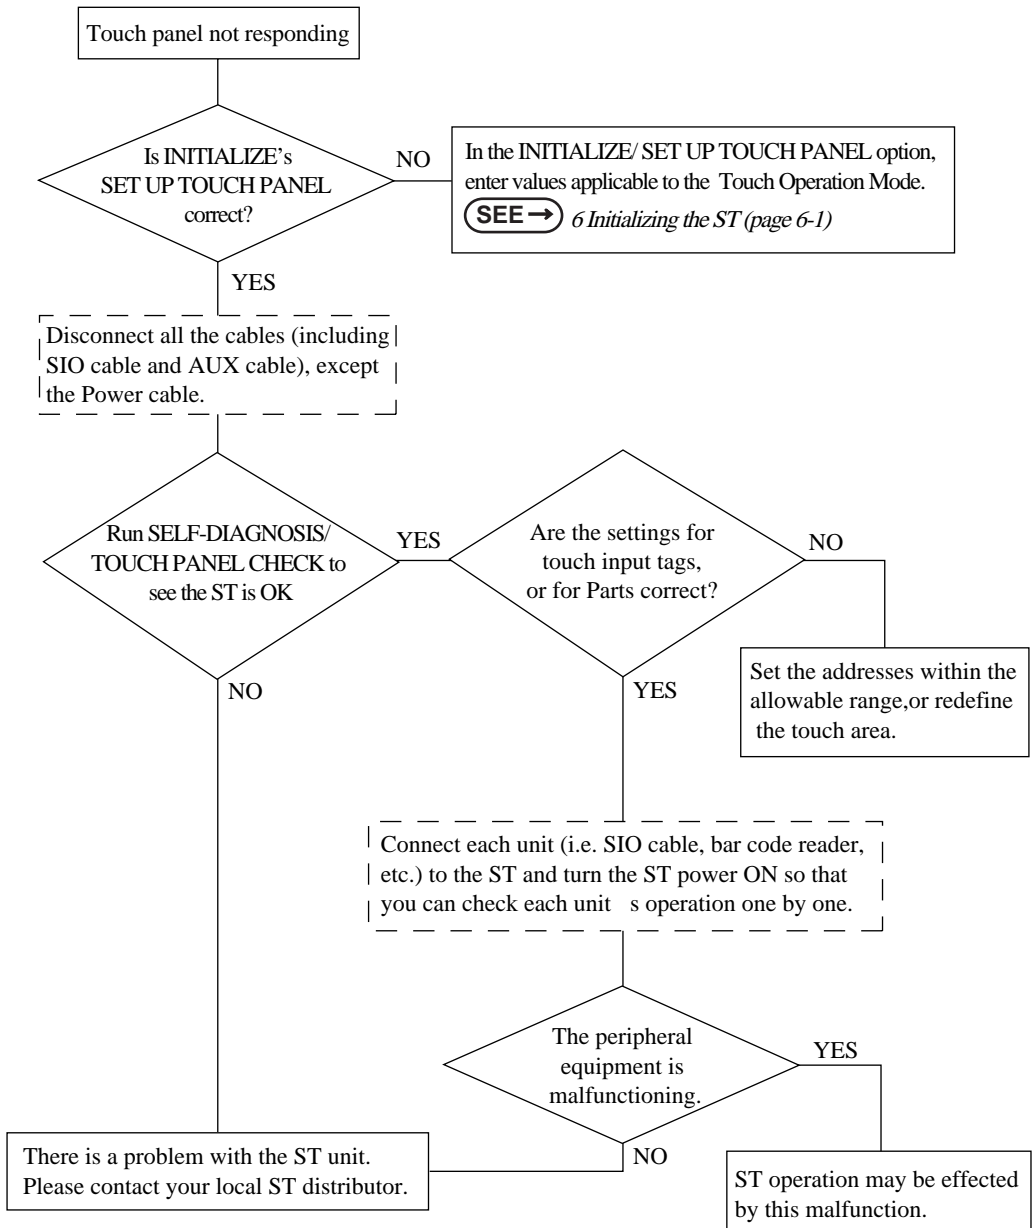 Touch panel not responding
Is INITIALIZE's
SET UP TOUCH PANEL
correct?
NO
In the INITIALIZE/ SET UP TOUCH PANEL option,
enter values applicable to the Touch Operation Mode.
SEE→ 6 Initializing the ST (page 6-1)
YES
Disconnect all the cables (including
SIO cable and AUX cable), except
the Power cable.
Run SELF-DIAGNOSIS/
TOUCH PANEL CHECK to
see the ST is OK
YES
Are the settings for
touch input tags,
or for Parts correct?
NO
Set the addresses within the
allowable range,or redefine
the touch area.
NO
YES
Connect each unit (i.e. SIO cable, bar code reader,
etc.) to the ST and turn the ST power ON so that
you can check each unit s operation one by one.
The peripheral
equipment is
malfunctioning.
YES
NO
There is a problem with the ST unit.
Please contact your local ST distributor.
ST operation may be effected
by this malfunction.